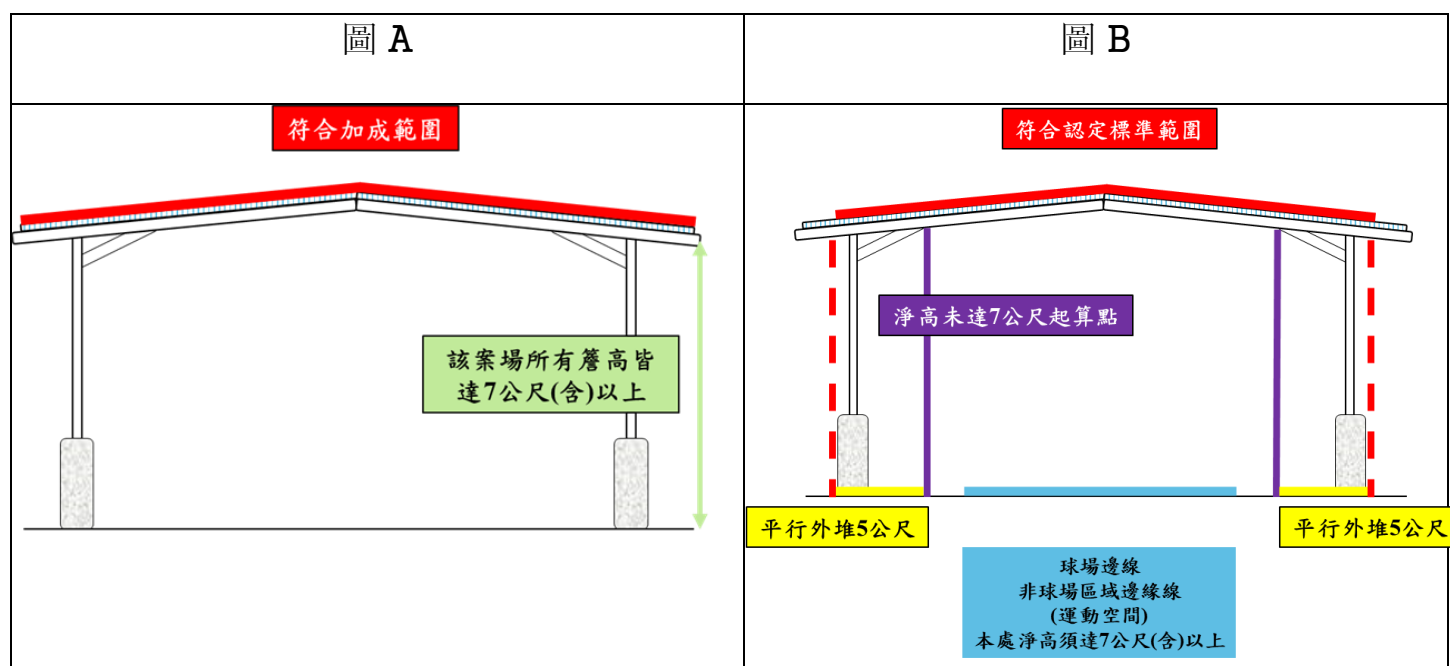 圖 A
圖 B
符合加成範圍
該案場所有簷高皆
達7公尺(含)以上
符合認定標準範圍
淨高未達7公尺起算點
平行外堆5公尺
平行外堆5公尺
球場邊線
非球場區域邊緣線
(運動空間)
本處淨高須達7公尺(含)以上